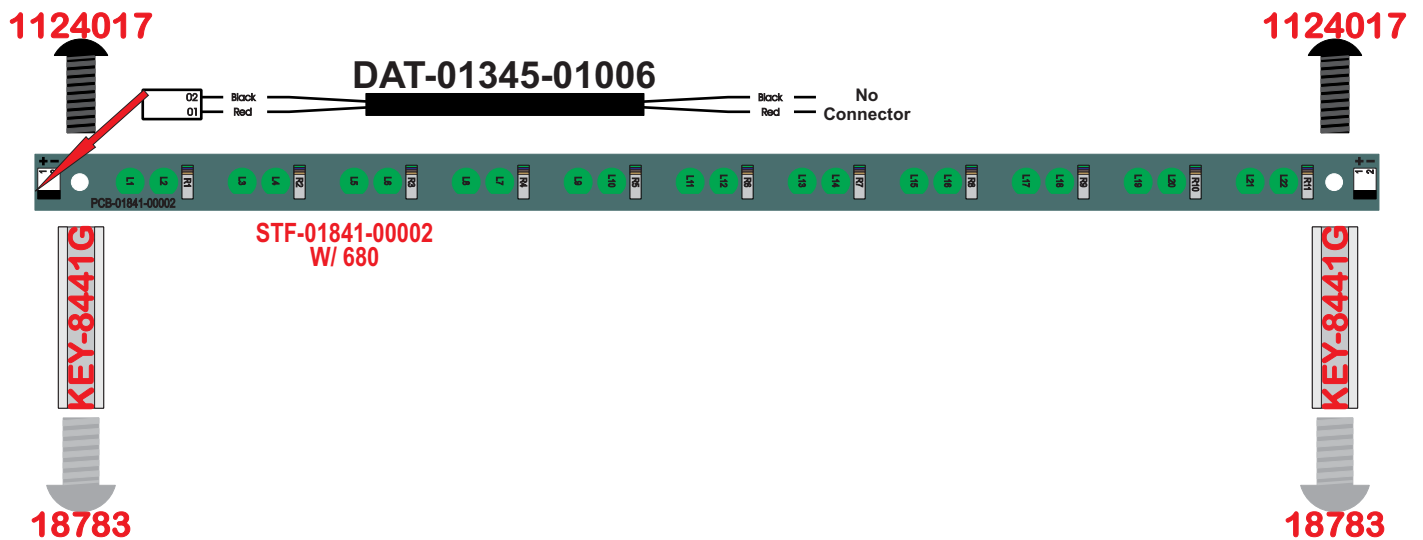 1124017
1124017
DAT-01345-01006
02 Black
01 Red
Black
Red
No
Connector
+ -
1
+ -
1
2
L1 L2 R1 L3 L4 R2 L5 L6 R3 L8 L7 R4 L9 L10 R5 L11 L12 R6 L13 L14 R7 L15 L16 R8 L17 L18 R9 L19 L20 R10 L21 L22 R11
PCB-01841-00002
STF-01841-00002
W/ 680
KEY-8441G
KEY-8441G
18783
18783